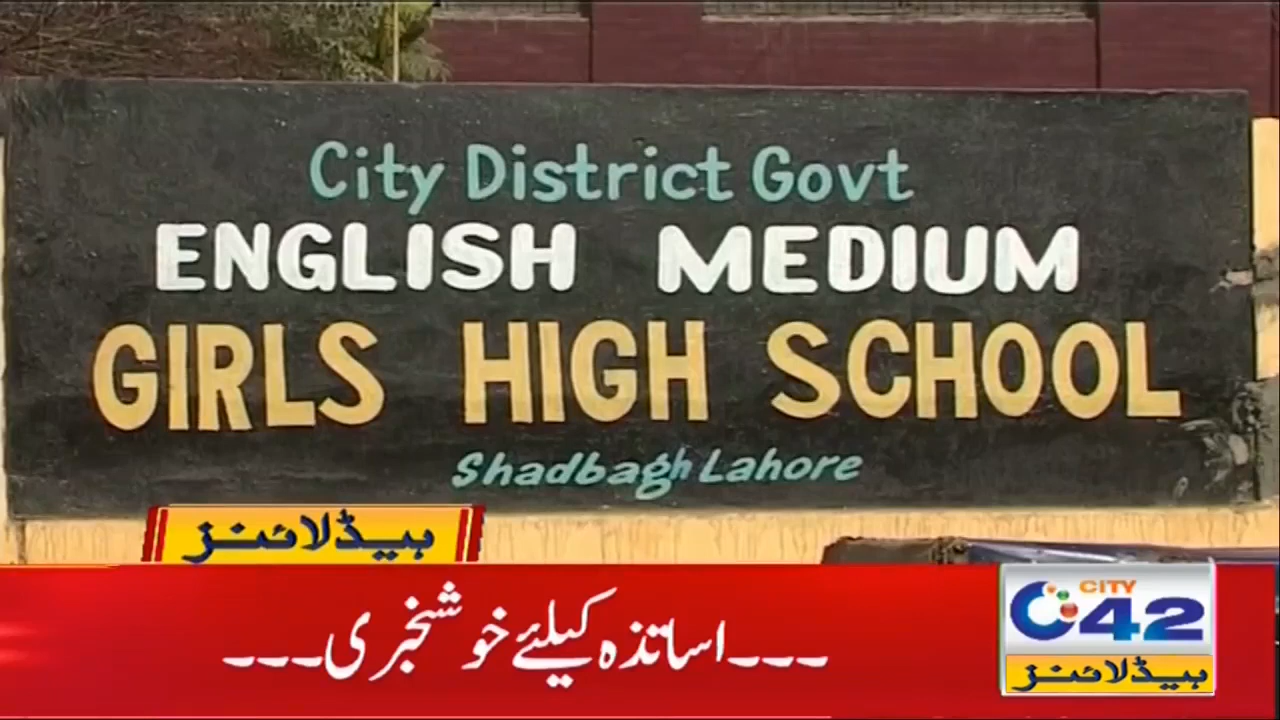 City District Govt
ENGLISH MEDIUM
GIRLS HIGH SCHOOL
Shadbagh Lahore
ہیڈلائنز
---اساتذہ کیلئے خوشخبری---
CITY
42
ہیڈلائنز